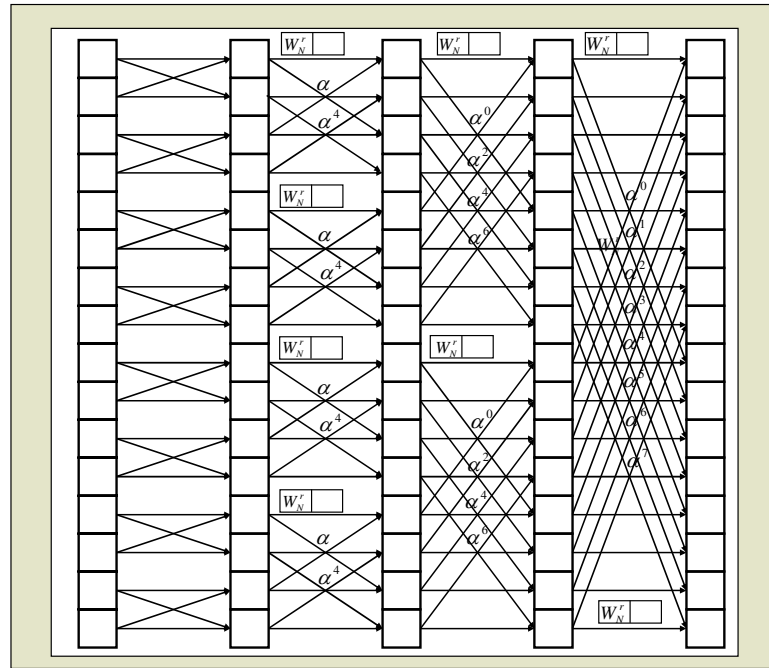 W_N^r W_N^r W_N^r
α
α^4 α^0
α^2
W_N^r α^4 α^0
α α^6 α^1
α^4 α^2
α^3
W_N^r W_N^r α^4
α α^5
α^4 α^0 α^6
α^2 α^7
W_N^r α^4
α α^6
α^4
W_N^r